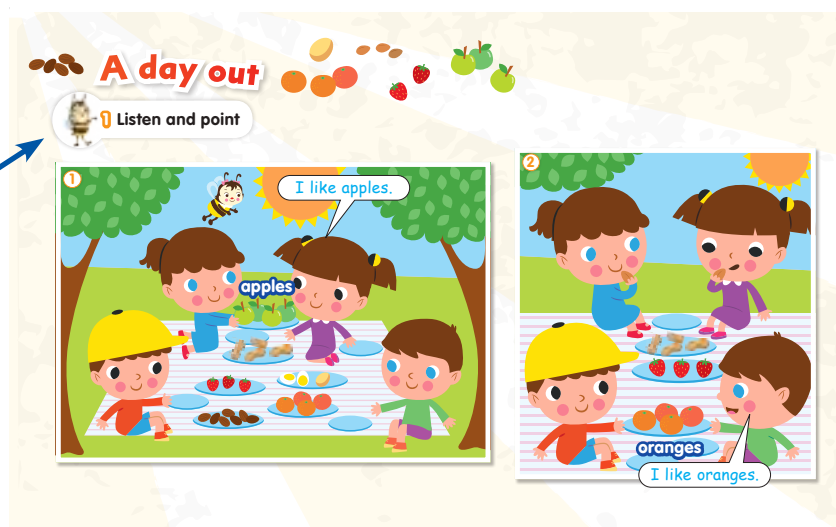 A day out
1 Listen and point
1
I like apples.
apples
2
oranges
I like oranges.